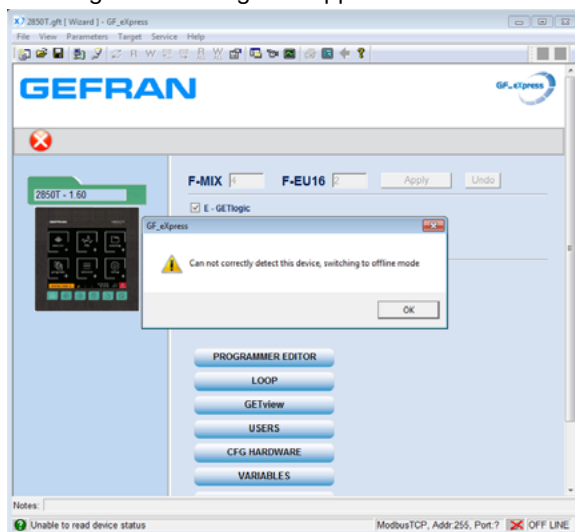 2850T.gft [ Wizard ] - GF_eXpress
File View Parameters Target Service Help
GEFRAN
GF_eXpress
2850T - 1.60
F-MIX 4 F-EU16 2 Apply Undo
E - GETlogic
GF_eXpress
Can not correctly detect this device, switching to offline mode
OK
PROGRAMMER EDITOR
LOOP
GETview
USERS
CFG HARDWARE
VARIABLES
Notes:
Unable to read device status ModbusTCP, Addr:255, Port:? OFF LINE